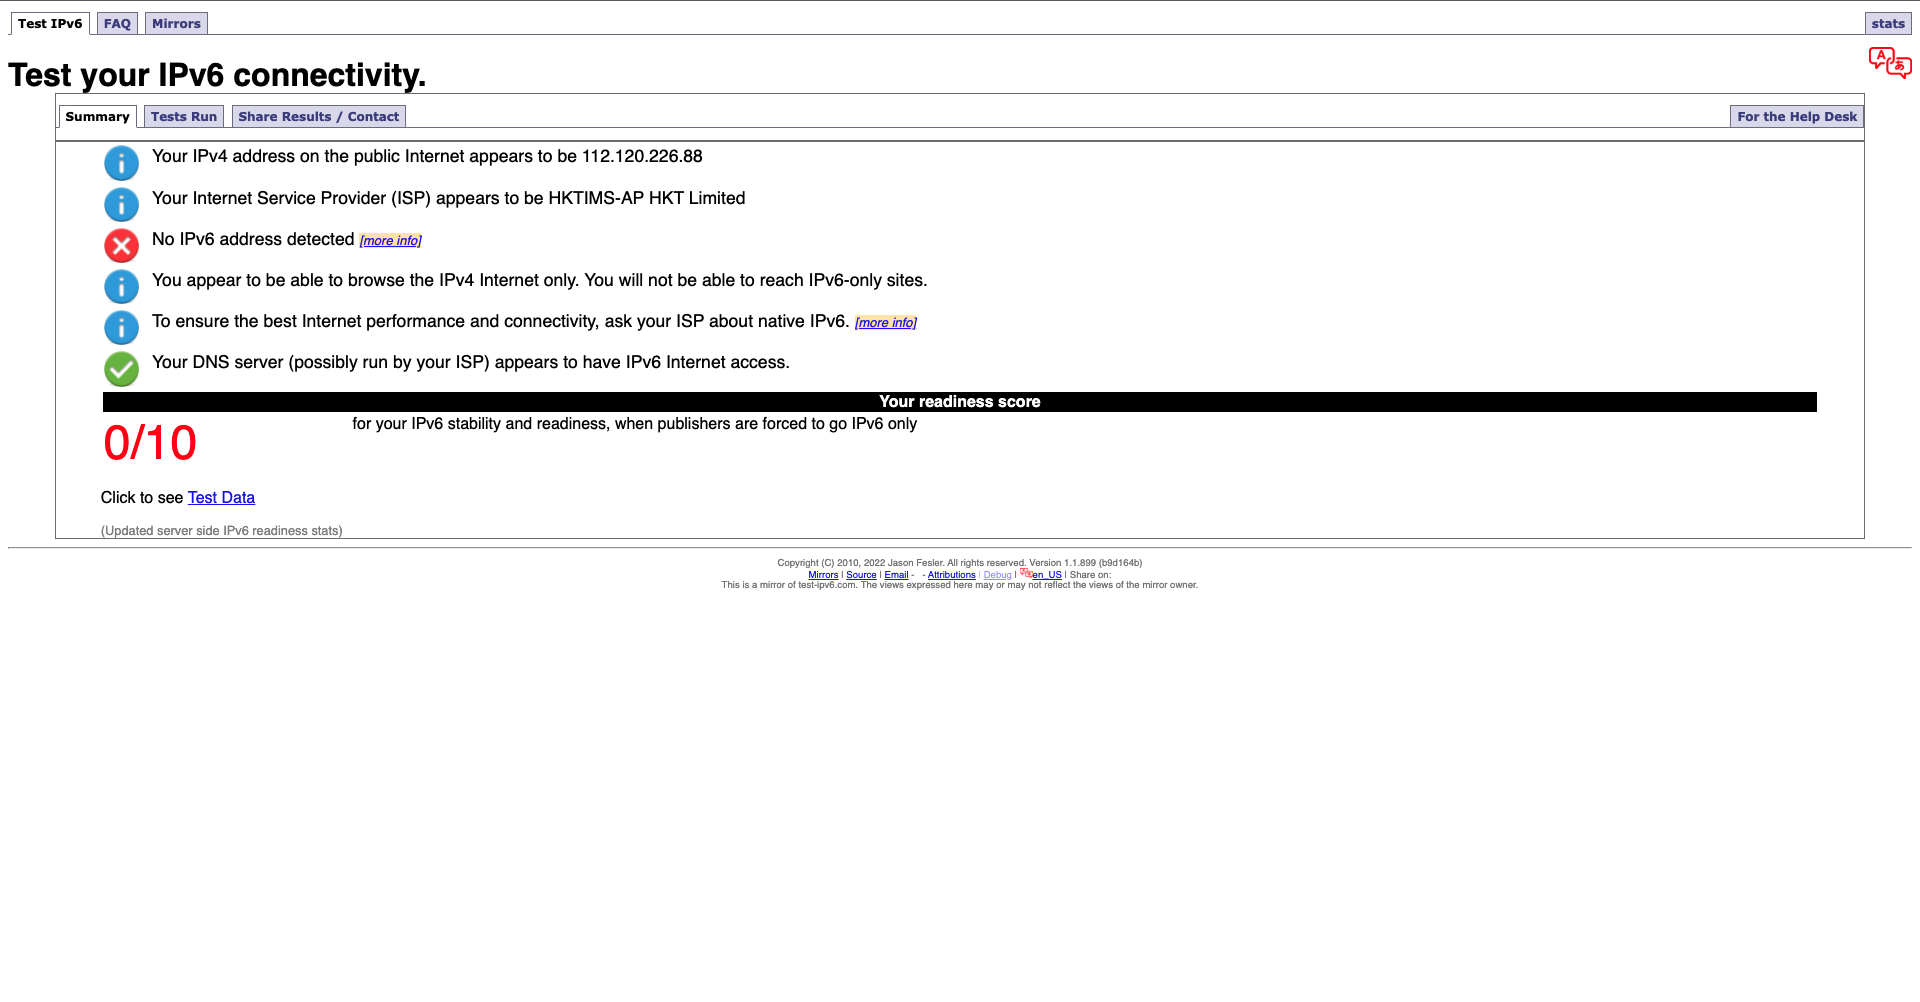 Test IPv6 FAQ Mirrors stats
Test your IPv6 connectivity.
Summary Tests Run Share Results / Contact For the Help Desk
Your IPv4 address on the public Internet appears to be 112.120.226.88
Your Internet Service Provider (ISP) appears to be HKTIMS-AP HKT Limited
No IPv6 address detected [more info]
You appear to be able to browse the IPv4 Internet only. You will not be able to reach IPv6-only sites.
To ensure the best Internet performance and connectivity, ask your ISP about native IPv6. [more info]
Your DNS server (possibly run by your ISP) appears to have IPv6 Internet access.
Your readiness score
0/10 for your IPv6 stability and readiness, when publishers are forced to go IPv6 only
Click to see Test Data
(Updated server side IPv6 readiness stats)
Copyright (C) 2010, 2022 Jason Fesler. All rights reserved. Version 1.1.899 (b9d164b)
Mirrors | Source | Email - - Attributions | Debug | en_US | Share on:
This is a mirror of test-ipv6.com. The views expressed here may or may not reflect the views of the mirror owner.